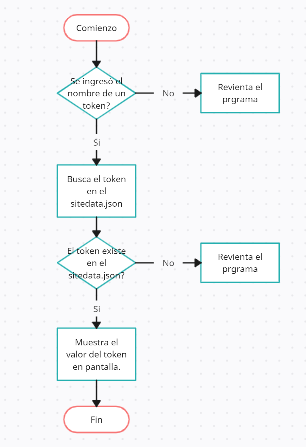 Comienzo
Se ingresó el
nombre de un
token?
No
Revienta el
prgrama
Si
Busca el token
en el
sitedata.json
El token existe
en el
sitedata.json?
No
Revienta el
prgrama
Si
Muestra el
valor del token
en pantalla.
Fin